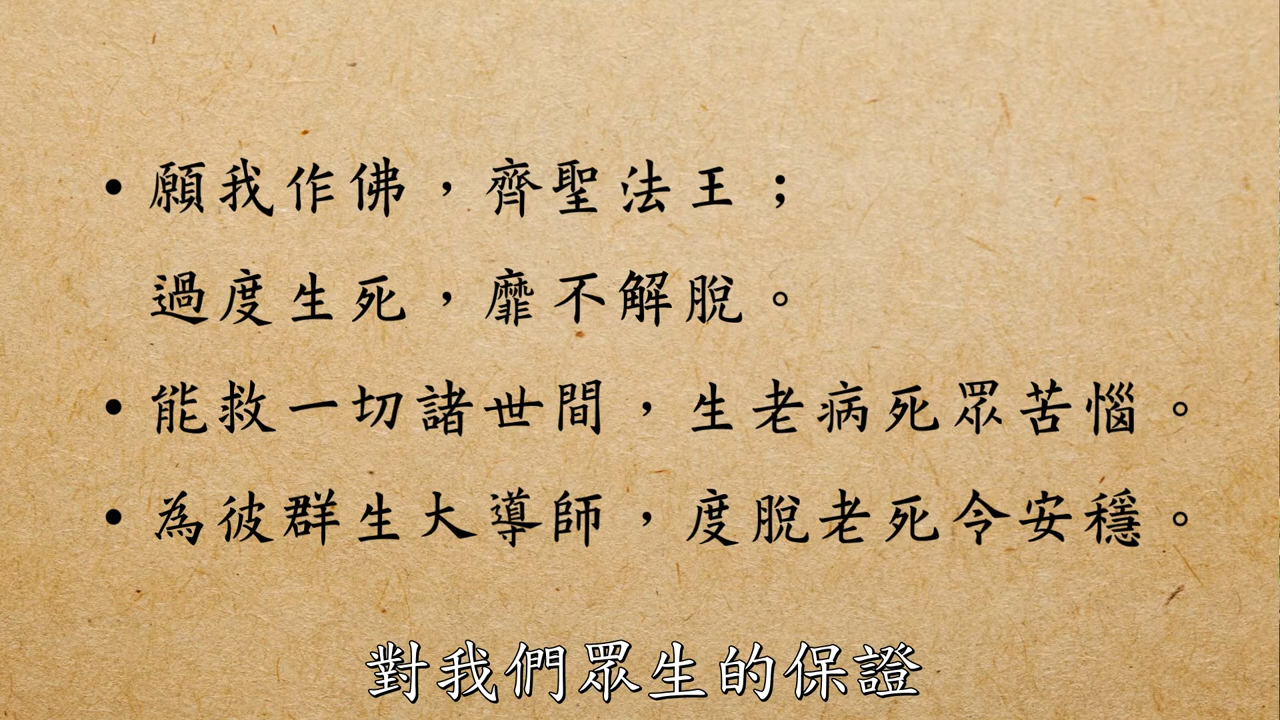 • 願我作佛，齊聖法王；
過度生死，靡不解脫。
• 能救一切諸世間，生老病死眾苦惱。
• 為彼群生大導師，度脫老死令安穩。
對我們眾生的保證